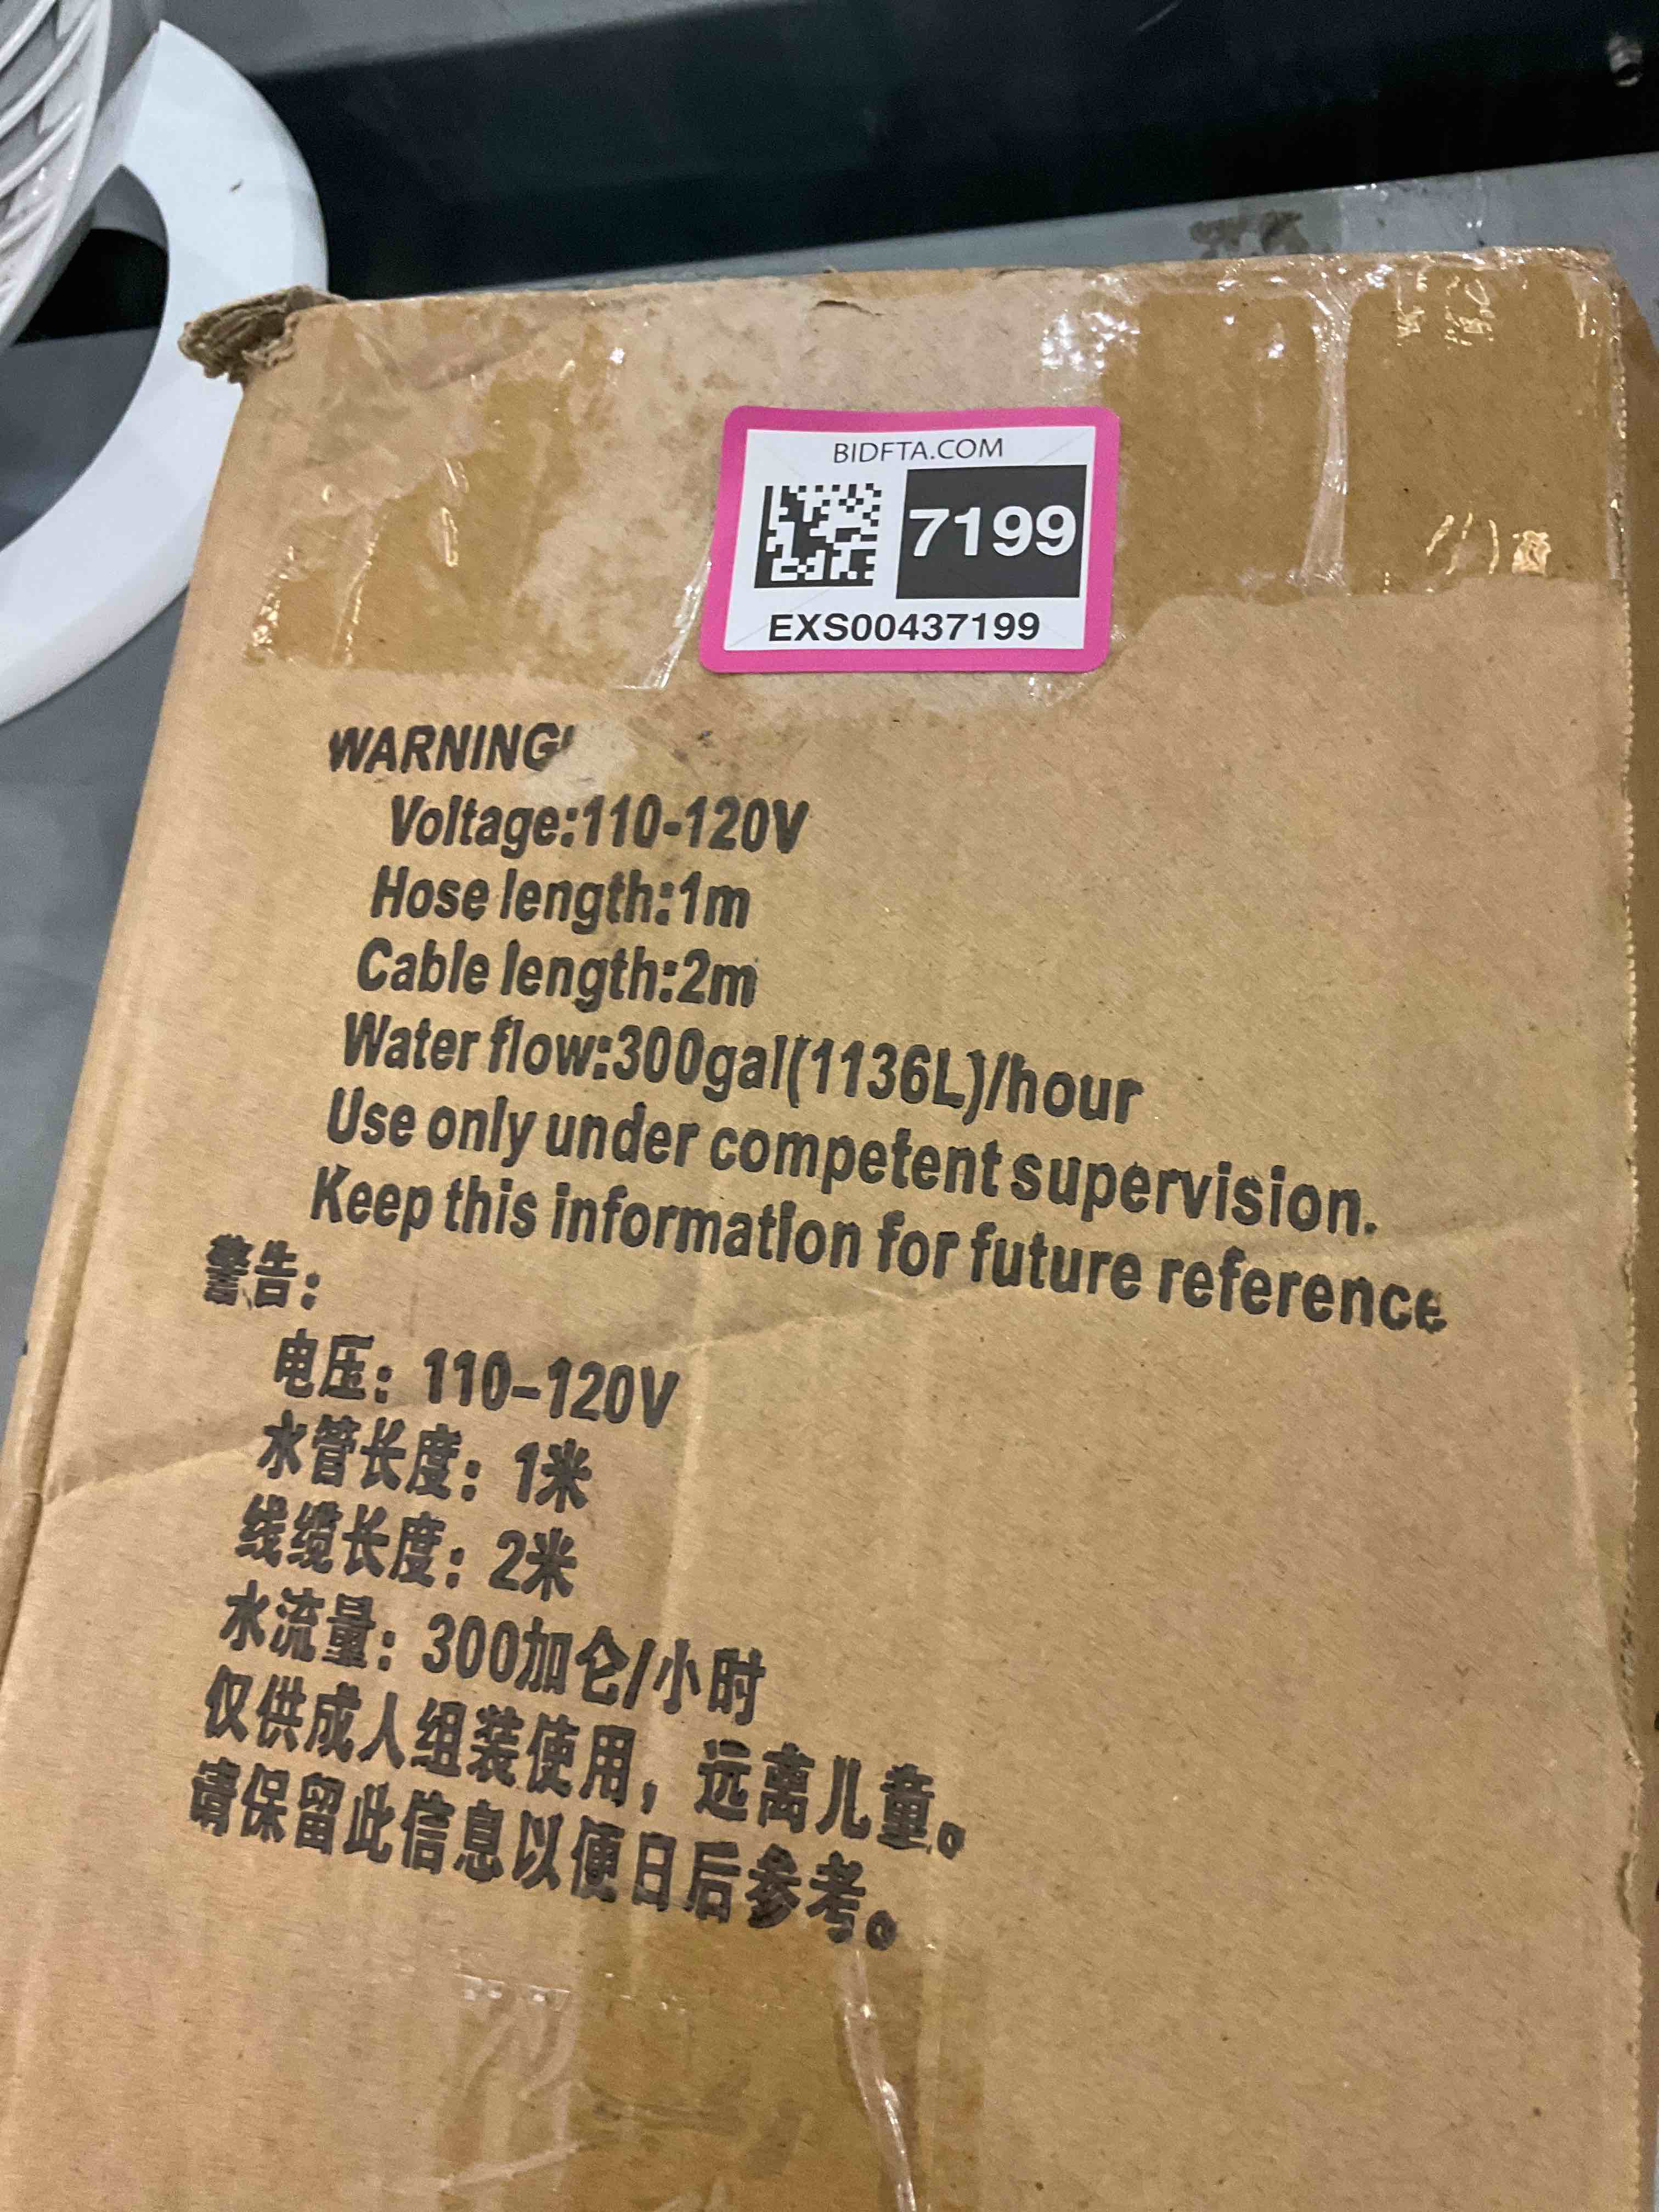 BIDFTA.COM
7199
EXS00437199
WARNING!
Voltage:110-120V
Hose length:1m
Cable length:2m
Water flow:300gal(1136L)/hour
Use only under competent supervision.
Keep this information for future reference
警告：
电压：110-120V
水管长度：1米
线缆长度：2米
水流量：300加仑/小时
仅供成人组装使用，远离儿童。
请保留此信息以便日后参考。